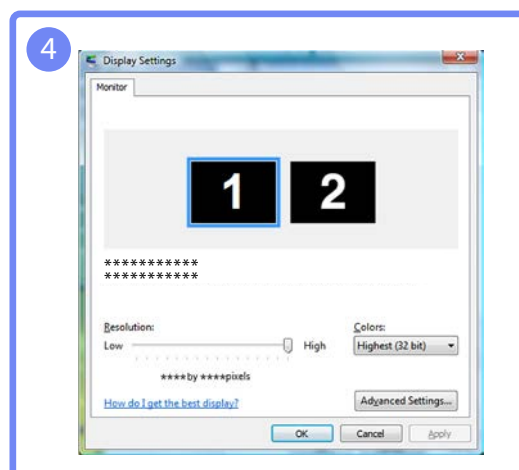 4
Display Settings
Monitor
1 2
***********
***********
Resolution: Colors:
Low High Highest (32 bit)
****by ****pixels
How do I get the best display? Advanced Settings...
OK Cancel Apply